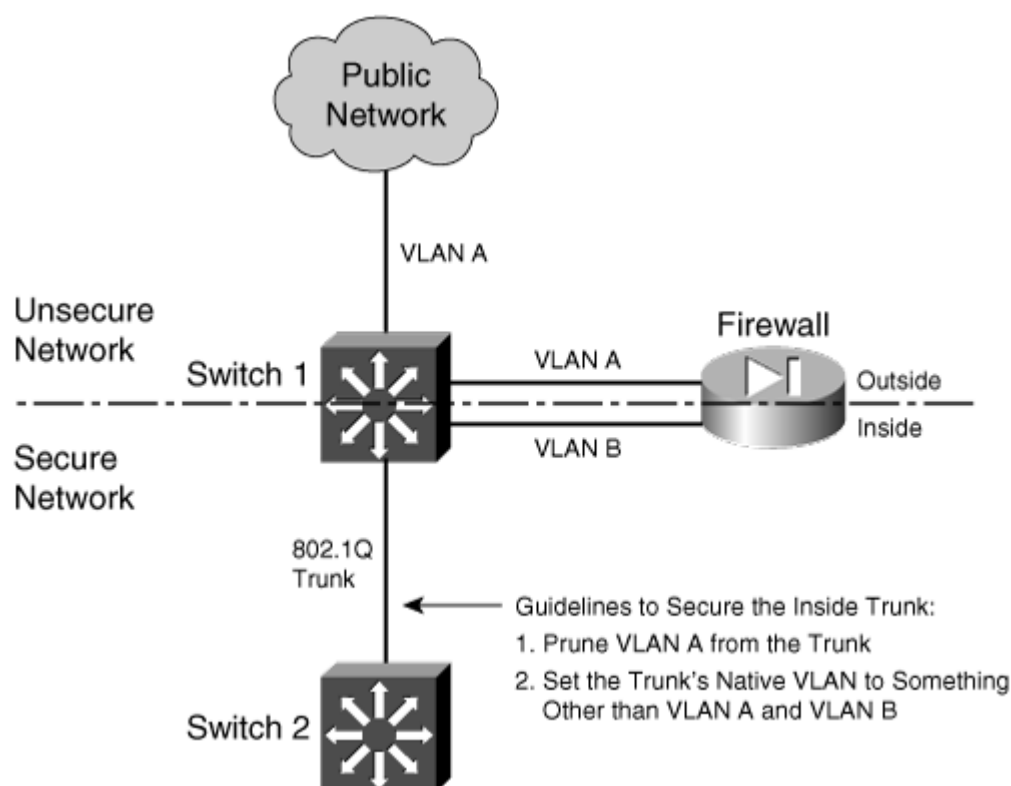 Public
Network
VLAN A
Unsecure
Network
Switch 1
VLAN A
Firewall
Outside
Inside
VLAN B
Secure
Network
802.1Q
Trunk
Guidelines to Secure the Inside Trunk:
1. Prune VLAN A from the Trunk
2. Set the Trunk's Native VLAN to Something
Other than VLAN A and VLAN B
Switch 2